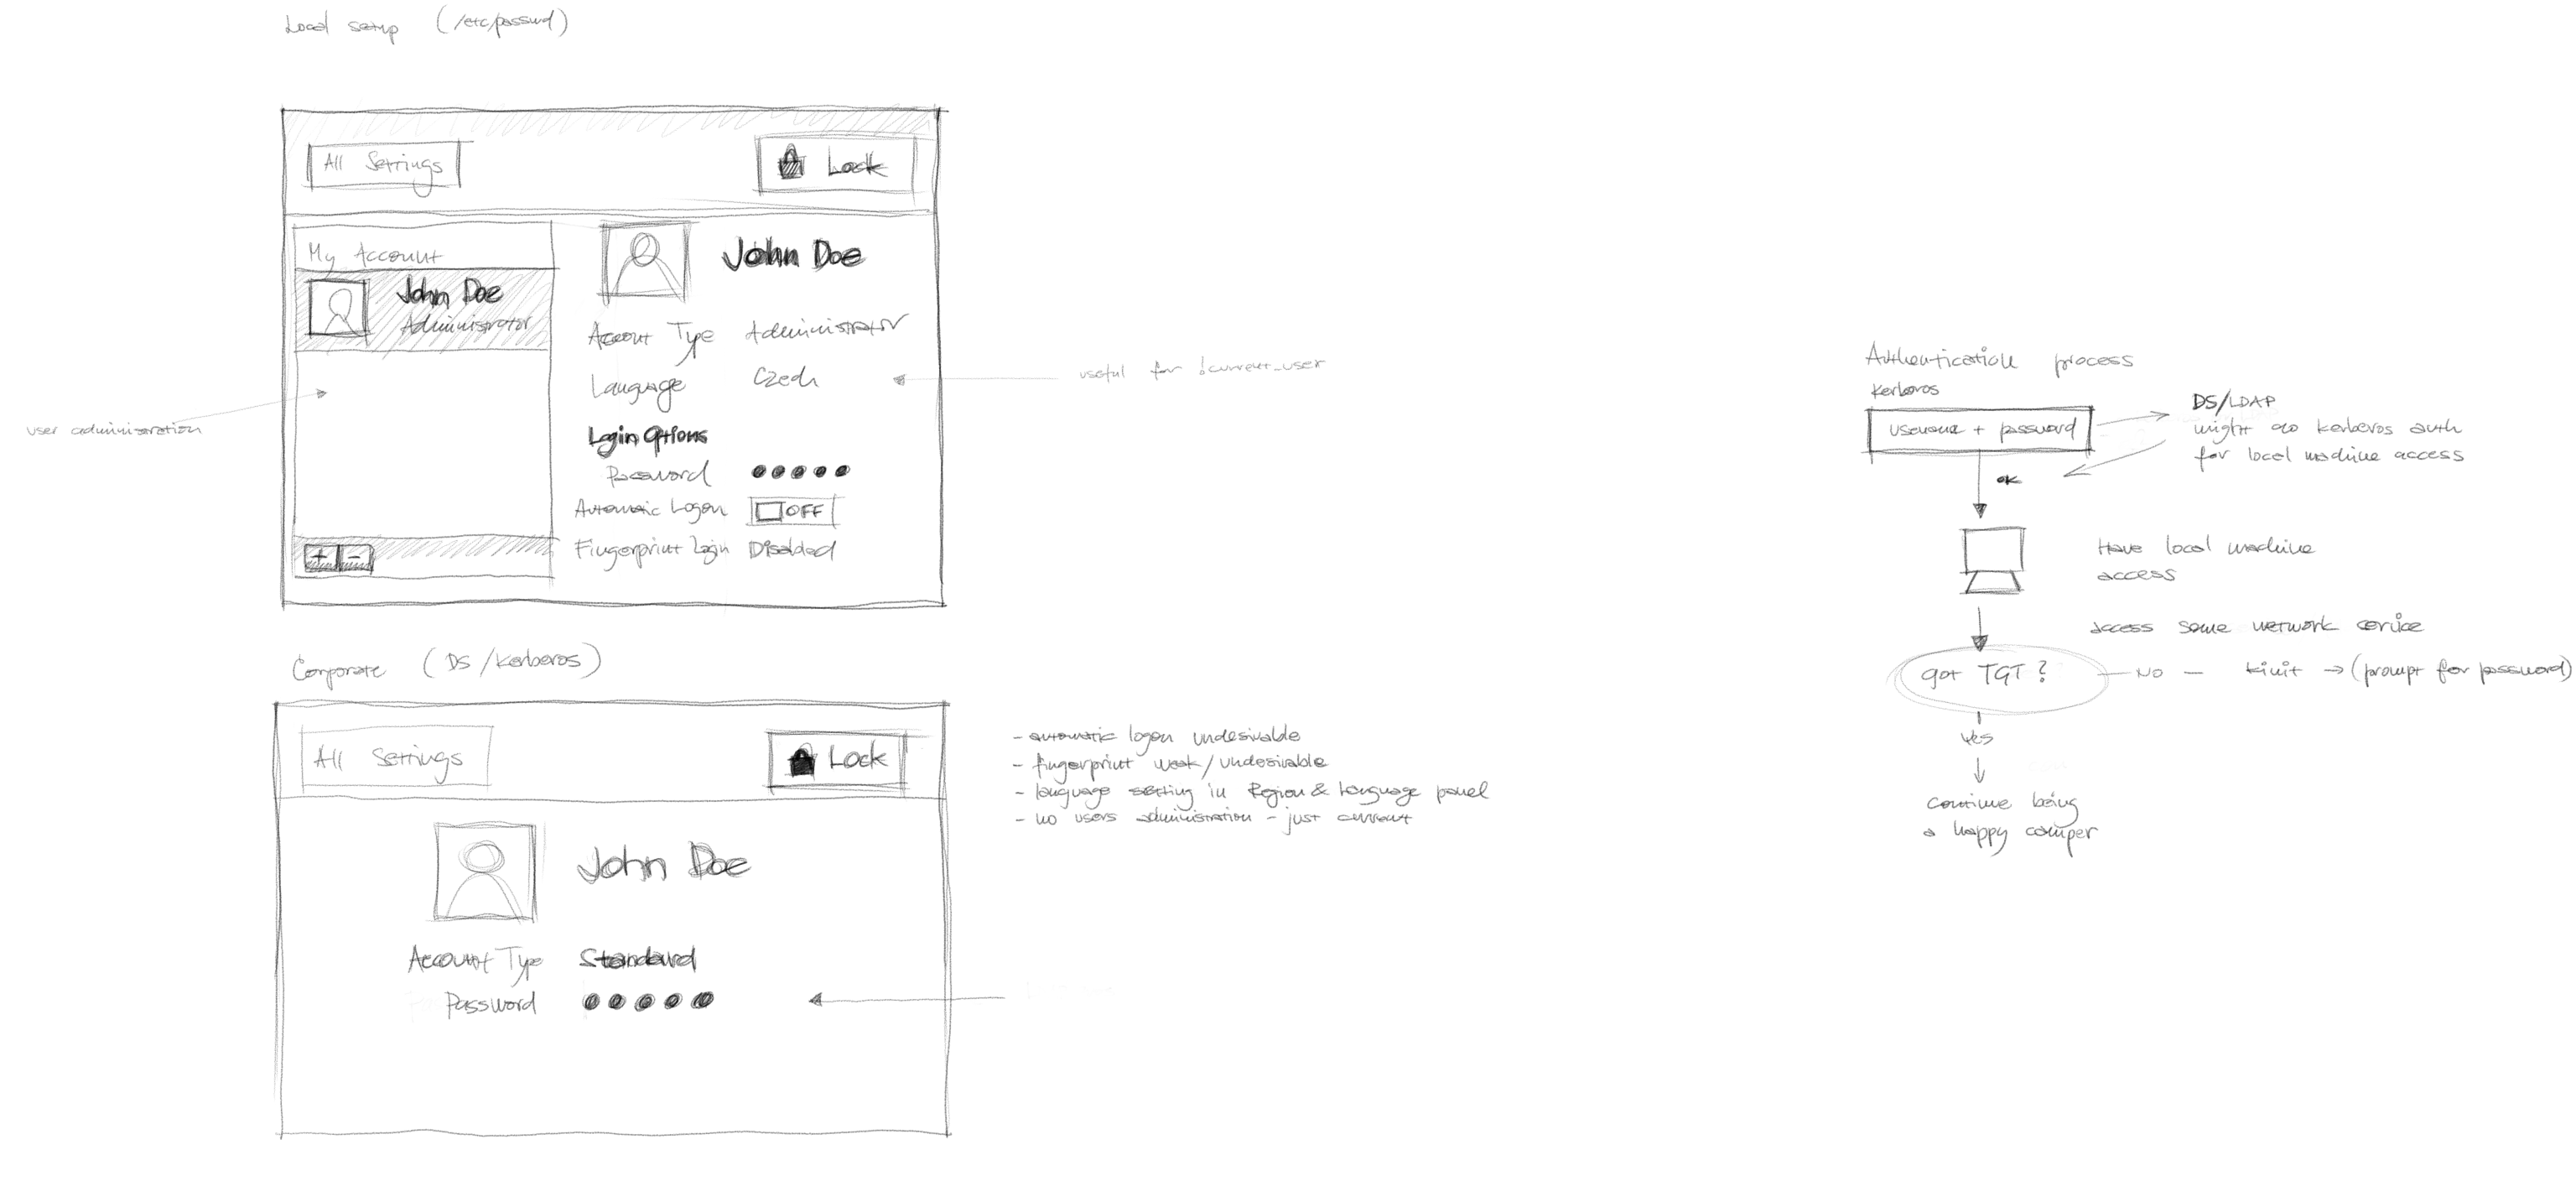 Local setup (/etc/passwd)
All Settings
Lock
My Account
John Doe
Administrator
John Doe
Account Type Administrator
Language Czech
Login Options
Password
Automatic Logon OFF
Fingerprint Login Disabled
+ -
user administration
useful for !current_user
Corporate (DS/Kerberos)
All Settings
Lock
John Doe
Account Type Standard
Password
- automatic logon undesirable
- fingerprint weak/undesirable
- language setting in Region & Language panel
- no users administration - just current
Authentication process
Kerberos
username + password
DS/LDAP
might do kerberos auth
for local machine access
OK
Have local machine
access
access some network service
got TGT?
NO - kinit → (prompt for password)
Yes
continue being
a happy camper